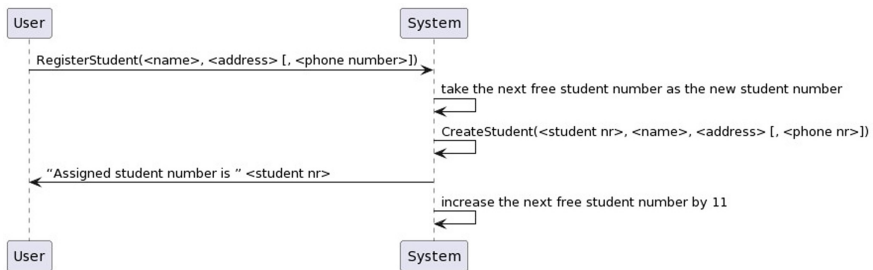 User System
RegisterStudent(<name>, <address> [, <phone number>])
take the next free student number as the new student number
CreateStudent(<student nr>, <name>, <address> [, <phone nr>])
“Assigned student number is ” <student nr>
increase the next free student number by 11
User System